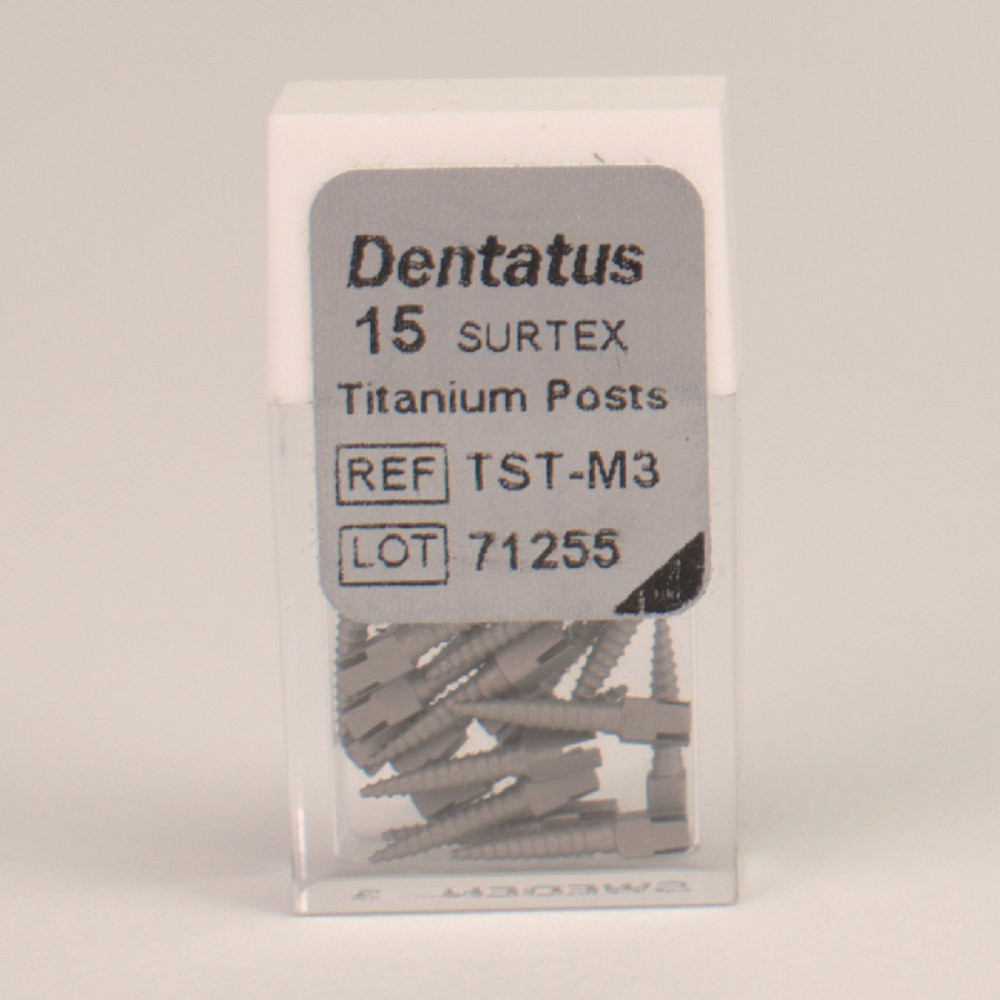 Dentatus
15 SURTEX
Titanium Posts
REF TST-M3
LOT 71255